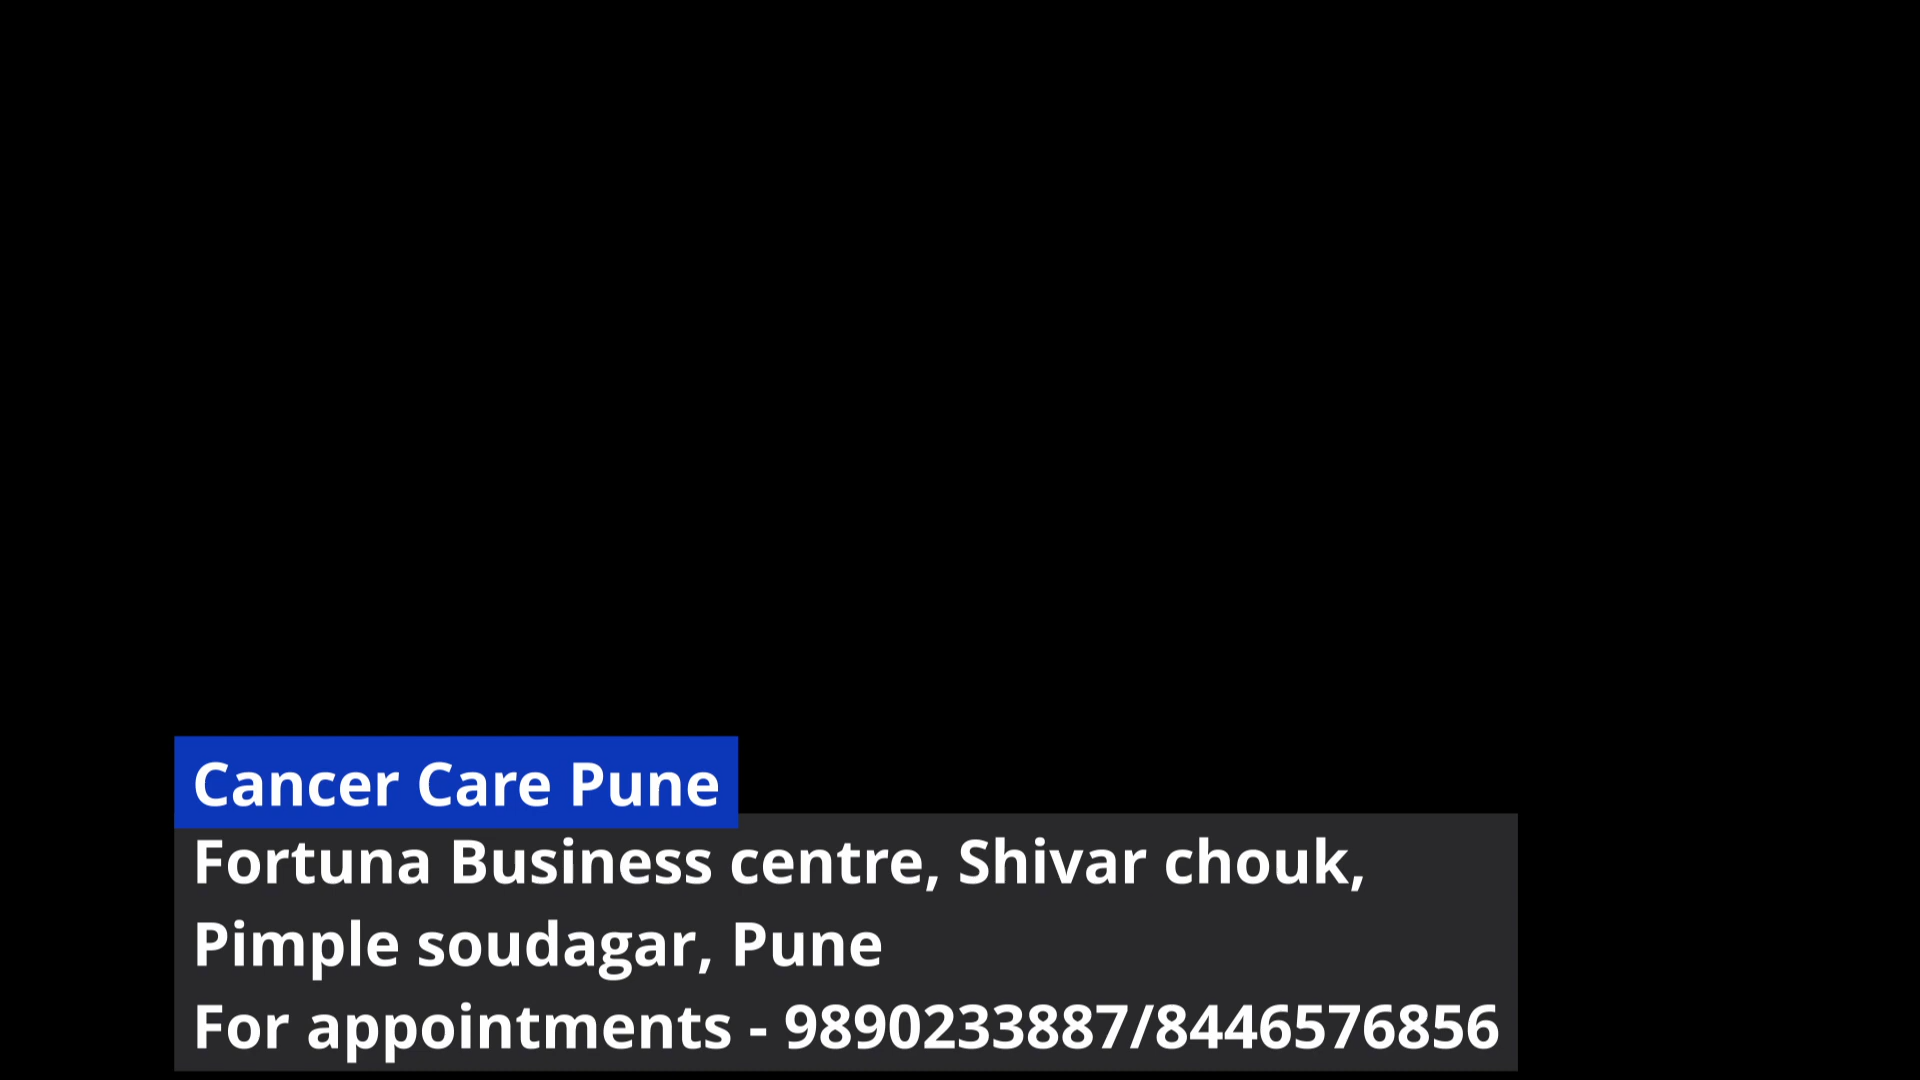 Cancer Care Pune
Fortuna Business centre, Shivar chouk,
Pimple soudagar, Pune
For appointments - 9890233887/8446576856